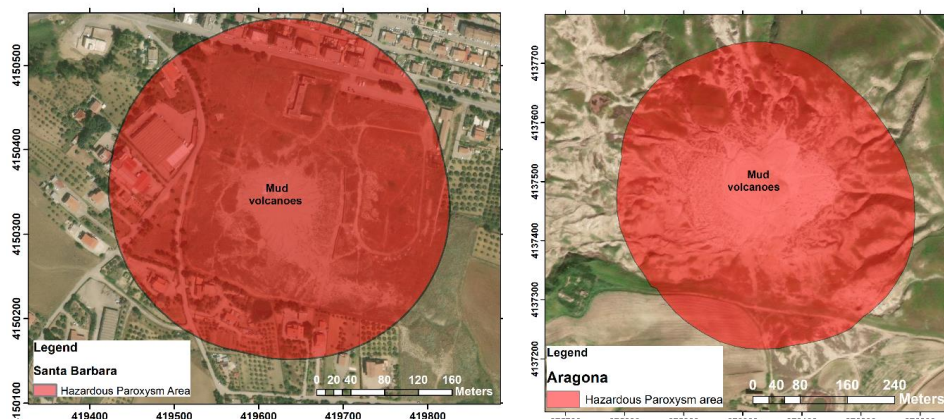 4150500
4150400
4150300
4150200
4150100
Mud
volcanoes
Legend
Santa Barbara
Hazardous Paroxysm Area
0 20 40 80 120 160
Meters
419400 419500 419600 419700 419800
4137700
4137600
4137500
4137400
4137300
4137200
Mud
volcanoes
Legend
Aragona
Hazardous Paroxysm area
0 40 80 160 240
Meters